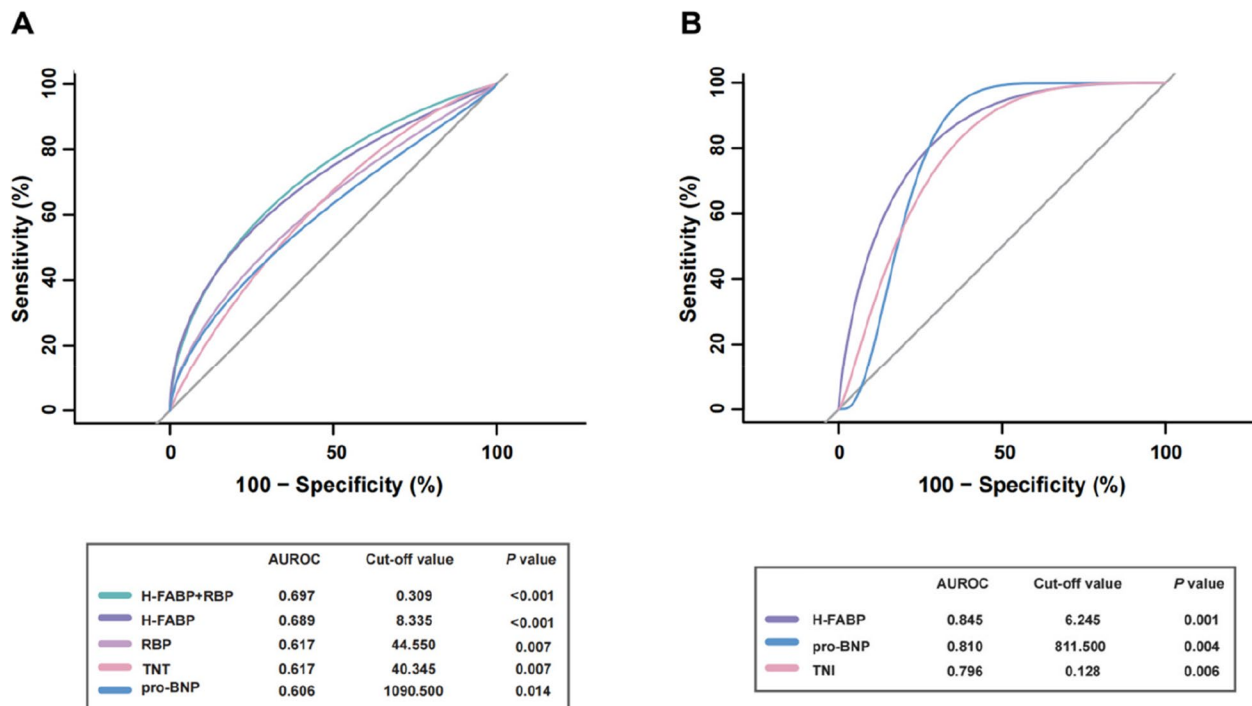 A
Sensitivity (%)
100
80
60
40
20
0
0 50 100
100 − Specificity (%)
AUROC Cut-off value P value
H-FABP+RBP 0.697 0.309 <0.001
H-FABP 0.689 8.335 <0.001
RBP 0.617 44.550 0.007
TNT 0.617 40.345 0.007
pro-BNP 0.606 1090.500 0.014
B
Sensitivity (%)
100
80
60
40
20
0
0 50 100
100 − Specificity (%)
AUROC Cut-off value P value
H-FABP 0.845 6.245 0.001
pro-BNP 0.810 811.500 0.004
TNI 0.796 0.128 0.006